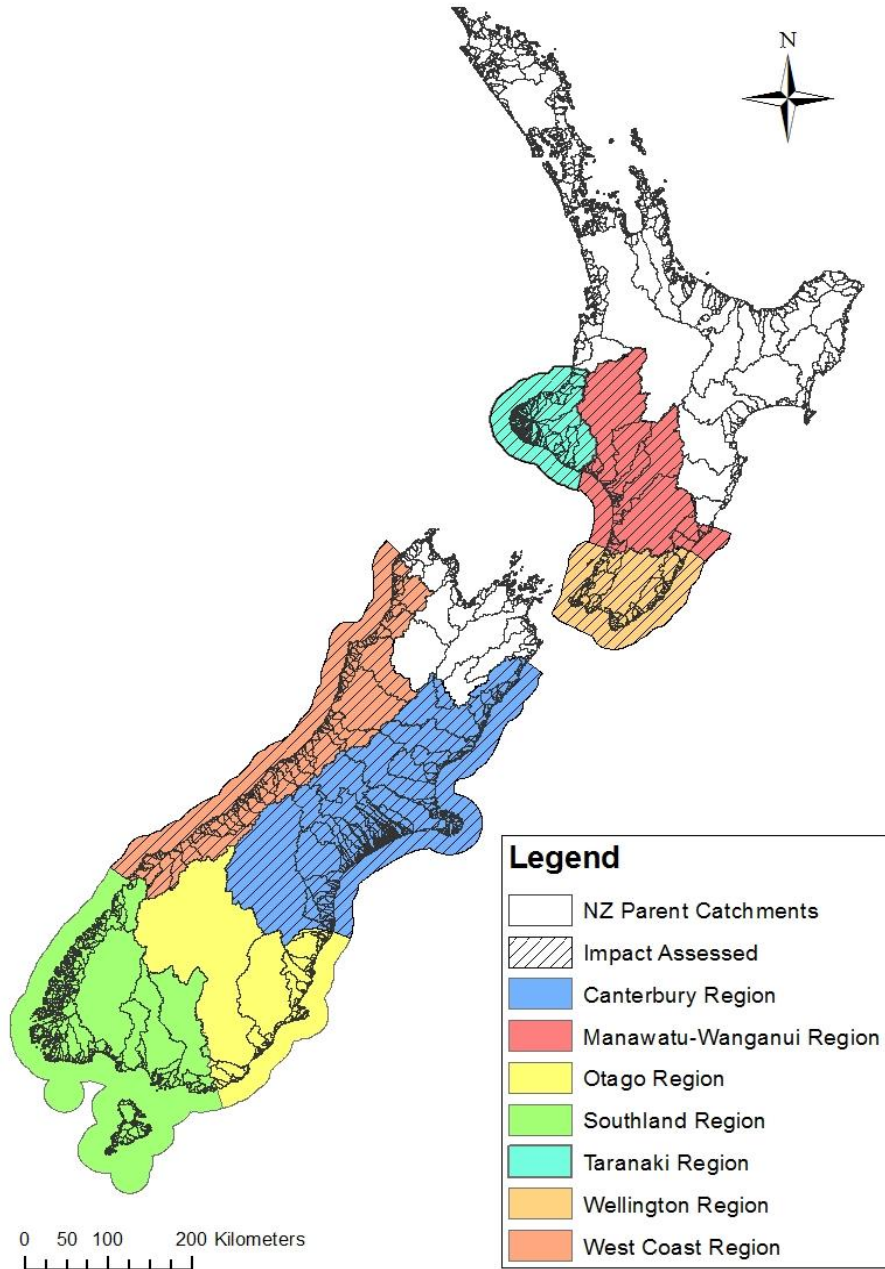 N
Legend
NZ Parent Catchments
Impact Assessed
Canterbury Region
Manawatu-Wanganui Region
Otago Region
Southland Region
Taranaki Region
Wellington Region
West Coast Region
0 50 100 200 Kilometers